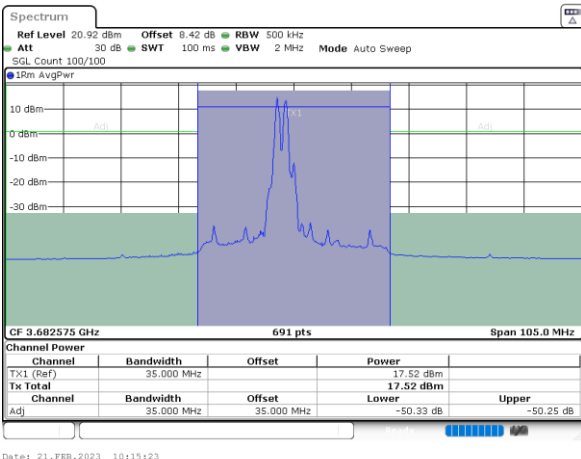 Spectrum
Ref Level 20.92 dBm Offset 8.42 dB RBW 500 kHz
Att 30 dB SWT 100 ms VBW 2 MHz Mode Auto Sweep
SGL Count 100/100
1Rm AvgPwr
10 dBm
TX1
Adj
Adj
0 dBm
-10 dBm
-20 dBm
-30 dBm
CF 3.682575 GHz 691 pts Span 105.0 MHz
Channel Power
Channel Bandwidth Offset Power
TX1 (Ref) 35.000 MHz 17.52 dBm
Tx Total 17.52 dBm
Channel Bandwidth Offset Lower Upper
Adj 35.000 MHz 35.000 MHz -50.33 dB -50.25 dB
Date: 21.FEB.2023 10:15:23